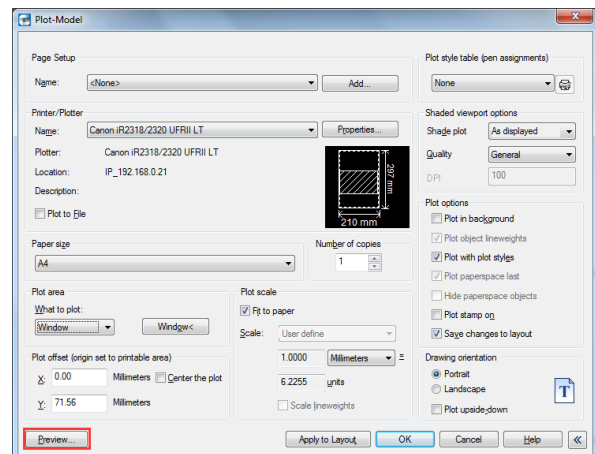 Plot-Model
Page Setup
Name: <None> Add...
Printer/Plotter
Name: Canon iR2318/2320 UFRII LT Properties...
Plotter: Canon iR2318/2320 UFRII LT
Location: IP_192.168.0.21
Description:
Plot to File
297 mm
210 mm
Paper size
A4
Number of copies
1
Plot area
What to plot:
Window Window<
Plot offset (origin set to printable area)
X: 0.00 Millimeters Center the plot
Y: 71.56 Millimeters
Plot scale
Fit to paper
Scale: User define
1.0000 Millimeters =
6.2255 units
Scale lineweights
Plot style table (pen assignments)
None
Shaded viewport options
Shade plot As displayed
Quality General
DPI 100
Plot options
Plot in background
Plot object lineweights
Plot with plot styles
Plot paperspace last
Hide paperspace objects
Plot stamp on
Save changes to layout
Drawing orientation
Portrait
Landscape
Plot upside-down
T
Preview... Apply to Layout OK Cancel Help «